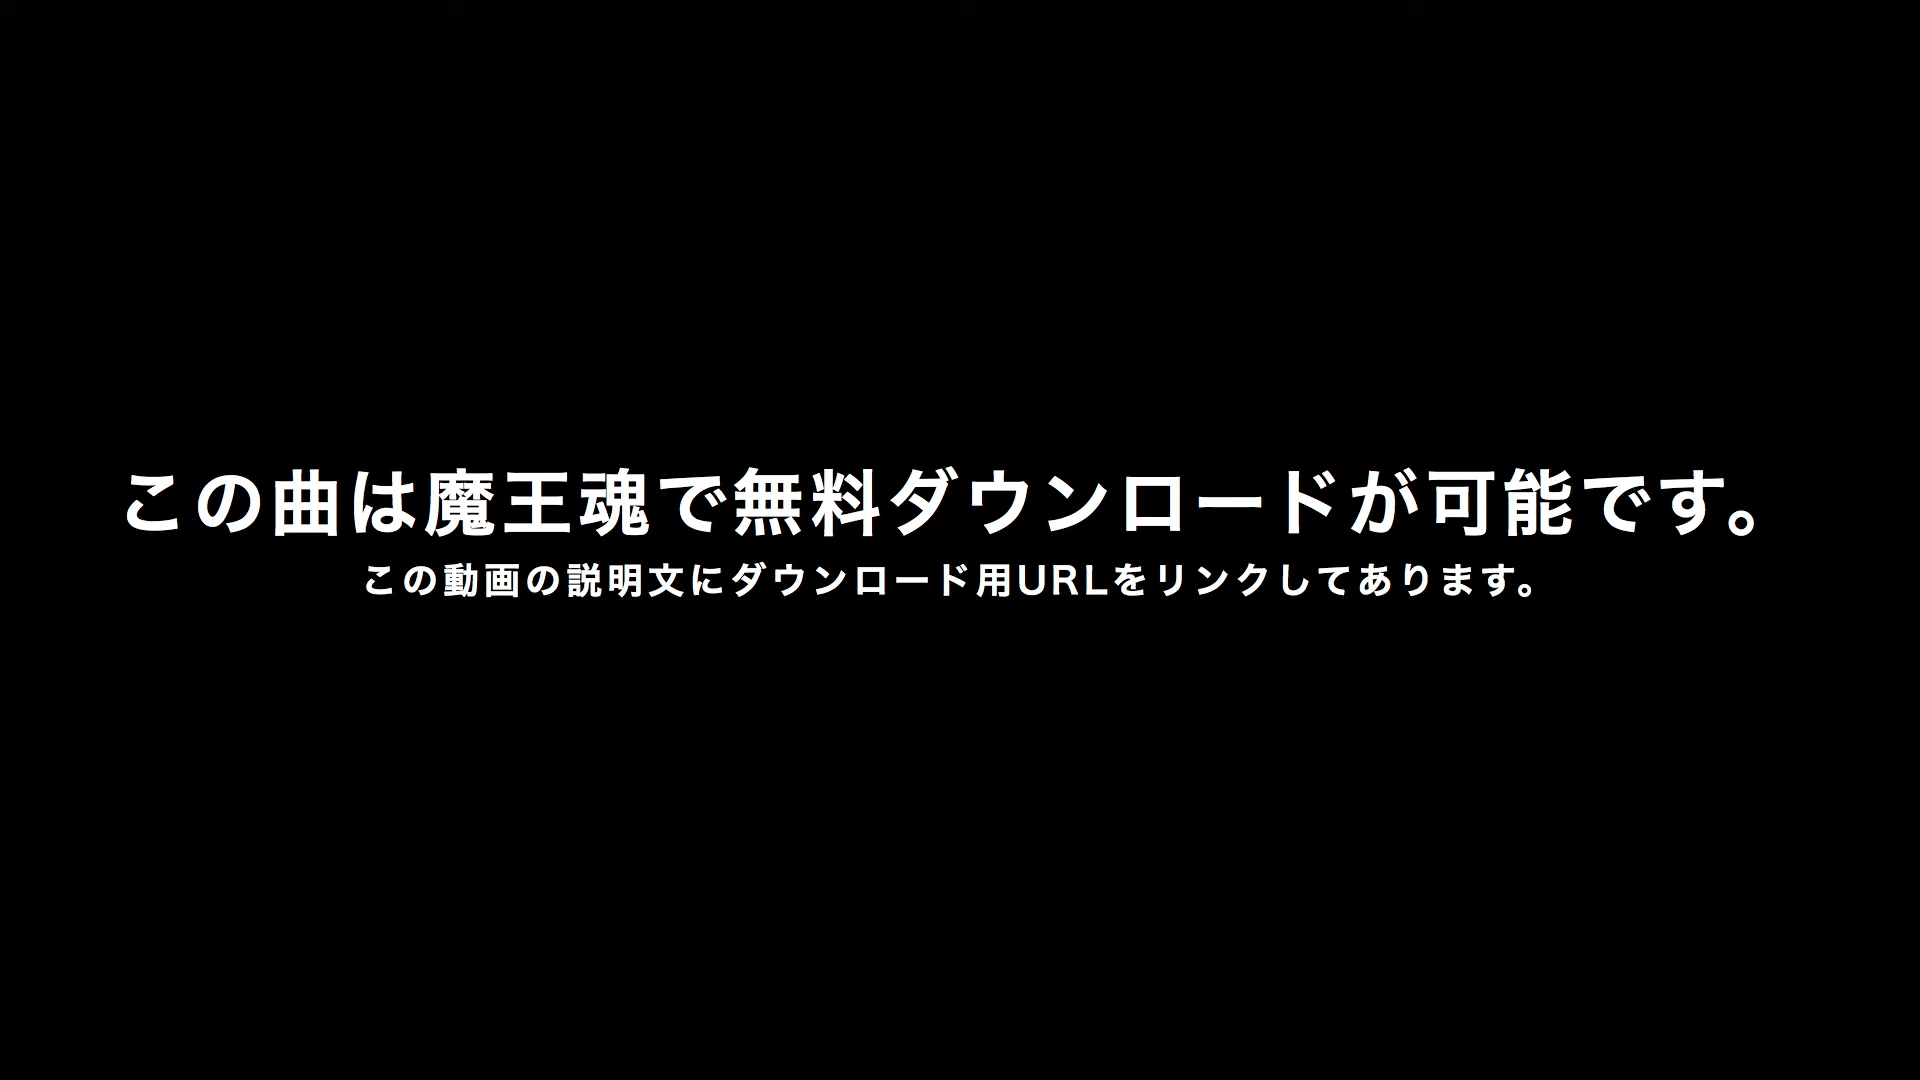 この曲は魔王魂で無料ダウンロードが可能です。
この動画の説明文にダウンロード用URLをリンクしてあります。